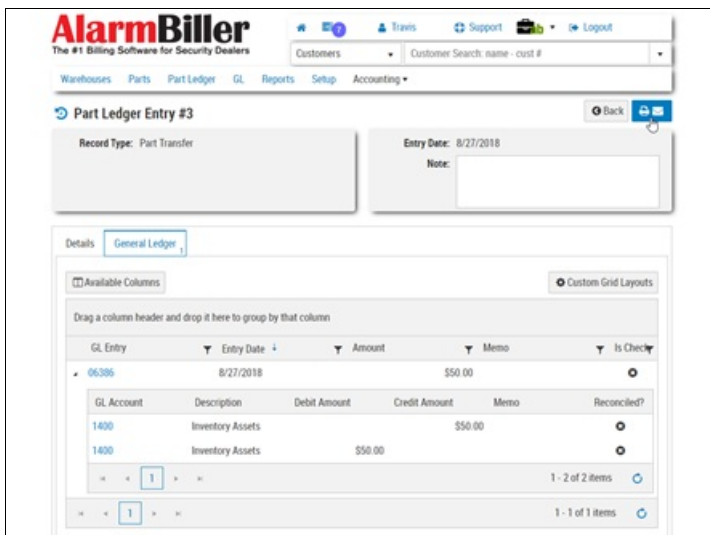 AlarmBiller
The #1 Billing Software for Security Dealers
7 Travis Support Logout
Customers Customer Search: name - cust #
Warehouses Parts Part Ledger GL Reports Setup Accounting
Part Ledger Entry #3 Back
Record Type: Part Transfer
Entry Date: 8/27/2018
Note:
Details General Ledger 1
Available Columns Custom Grid Layouts
Drag a column header and drop it here to group by that column
GL Entry Entry Date Amount Memo Is Check
06386 8/27/2018 $50.00
GL Account Description Debit Amount Credit Amount Memo Reconciled?
1400 Inventory Assets $50.00
1400 Inventory Assets $50.00
1 1 - 2 of 2 items
1 1 - 1 of 1 items